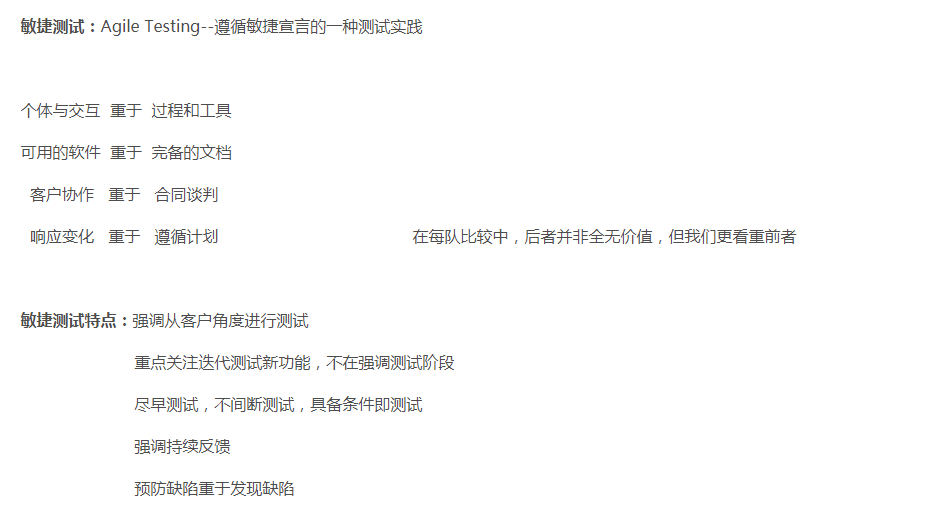 敏捷测试：Agile Testing--遵循敏捷宣言的一种测试实践
个体与交互 重于 过程和工具
可用的软件 重于 完备的文档
客户协作 重于 合同谈判
响应变化 重于 遵循计划 在每队比较中，后者并非全无价值，但我们更看重前者
敏捷测试特点：强调从客户角度进行测试
重点关注迭代测试新功能，不在强调测试阶段
尽早测试，不间断测试，具备条件即测试
强调持续反馈
预防缺陷重于发现缺陷